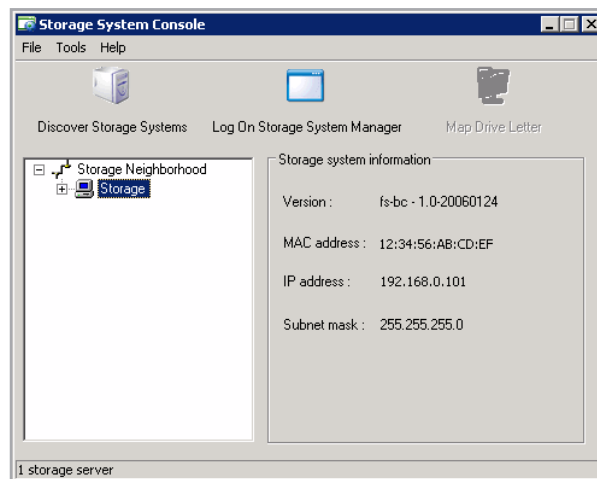 Storage System Console
File Tools Help
Discover Storage Systems Log On Storage System Manager Map Drive Letter
Storage Neighborhood
Storage
Storage system information
Version : fs-bc - 1.0-20060124
MAC address : 12:34:56:AB:CD:EF
IP address : 192.168.0.101
Subnet mask : 255.255.255.0
1 storage server